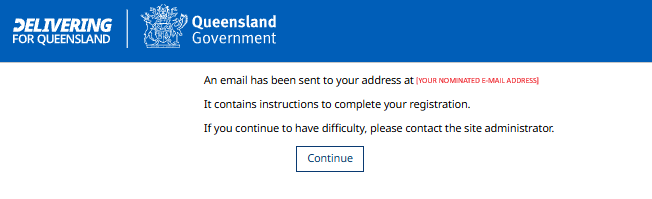 DELIVERING
FOR QUEENSLAND
Queensland
Government
An email has been sent to your address at [YOUR NOMINATED E-MAIL ADDRESS]
It contains instructions to complete your registration.
If you continue to have difficulty, please contact the site administrator.
Continue